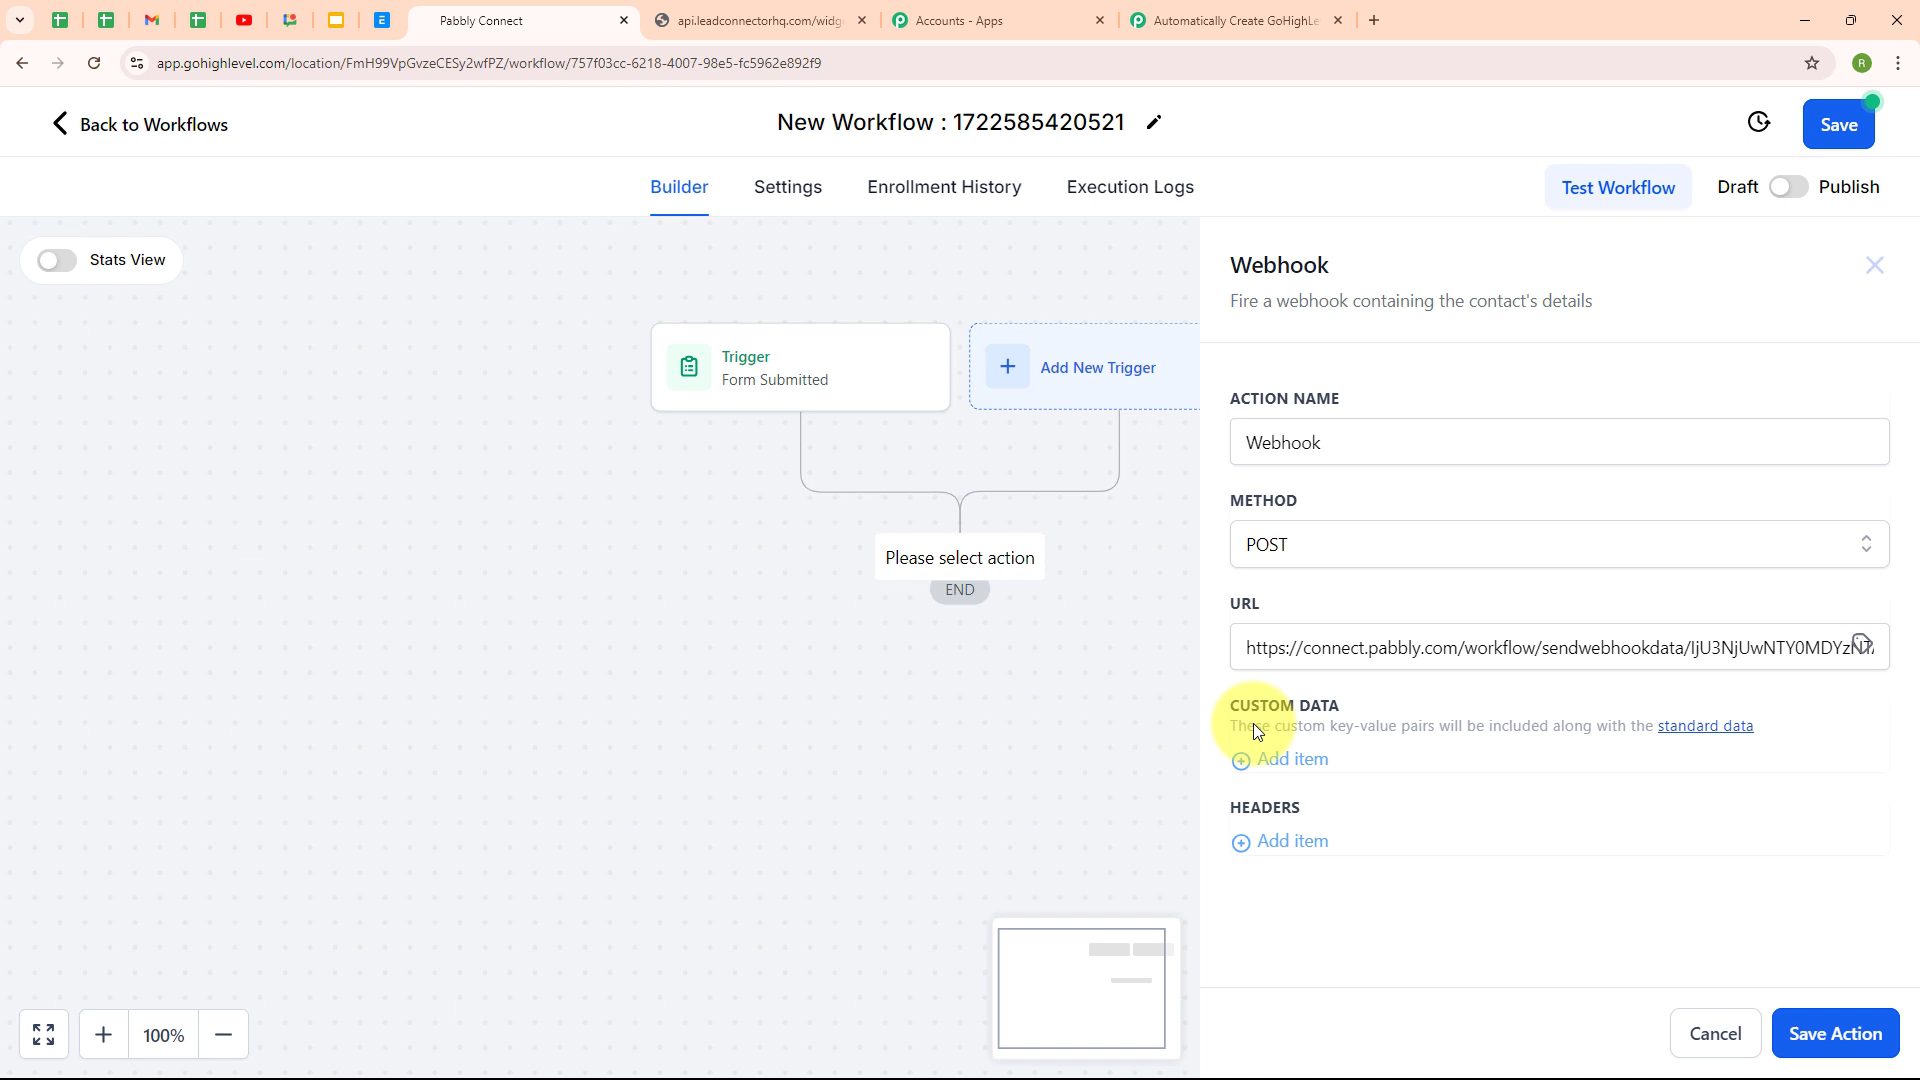 Pabbly Connect
api.leadconnectorhq.com/widg
Accounts - Apps
Automatically Create GoHighLe
app.gohighlevel.com/location/FmH99VpGvzeCESy2wfPZ/workflow/757f03cc-6218-4007-98e5-fc5962e892f9
R
Back to Workflows
New Workflow : 1722585420521
Save
Builder
Settings
Enrollment History
Execution Logs
Test Workflow
Draft
Publish
Stats View
Trigger
Form Submitted
Add New Trigger
Please select action
END
100%
Webhook
Fire a webhook containing the contact's details
ACTION NAME
Webhook
METHOD
POST
URL
https://connect.pabbly.com/workflow/sendwebhookdata/IjU3NjUwNTY0MDYzNT
CUSTOM DATA
These custom key-value pairs will be included along with the standard data
Add item
HEADERS
Add item
Cancel
Save Action